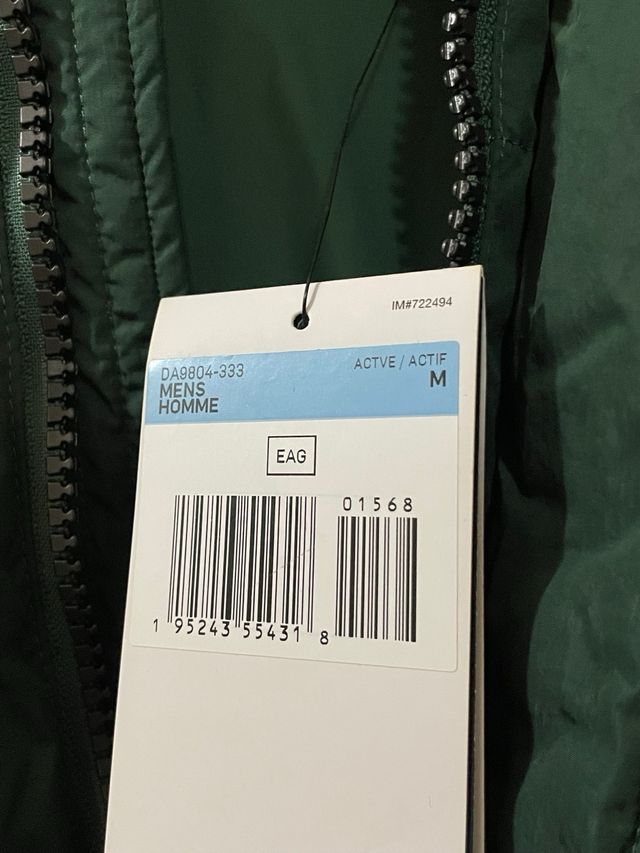 IM#722494
DA9804-333
ACTVE / ACTIF
MENS
M
HOMME
EAG
01568
1 95243 55431 8